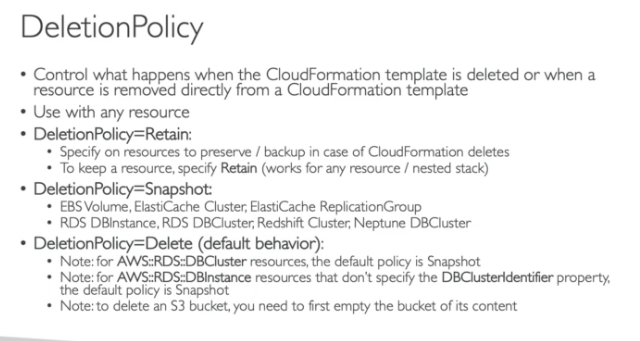 DeletionPolicy
• Control what happens when the CloudFormation template is deleted or when a
resource is removed directly from a CloudFormation template
• Use with any resource
• DeletionPolicy=Retain:
• Specify on resources to preserve / backup in case of CloudFormation deletes
• To keep a resource, specify Retain (works for any resource / nested stack)
• DeletionPolicy=Snapshot:
• EBS Volume, ElastiCache Cluster, ElastiCache ReplicationGroup
• RDS DBInstance, RDS DBCluster, Redshift Cluster, Neptune DBCluster
• DeletionPolicy=Delete (default behavior):
• Note: for AWS::RDS::DBCluster resources, the default policy is Snapshot
• Note: for AWS::RDS::DBInstance resources that don't specify the DBClusterIdentifier property,
the default policy is Snapshot
• Note: to delete an S3 bucket, you need to first empty the bucket of its content